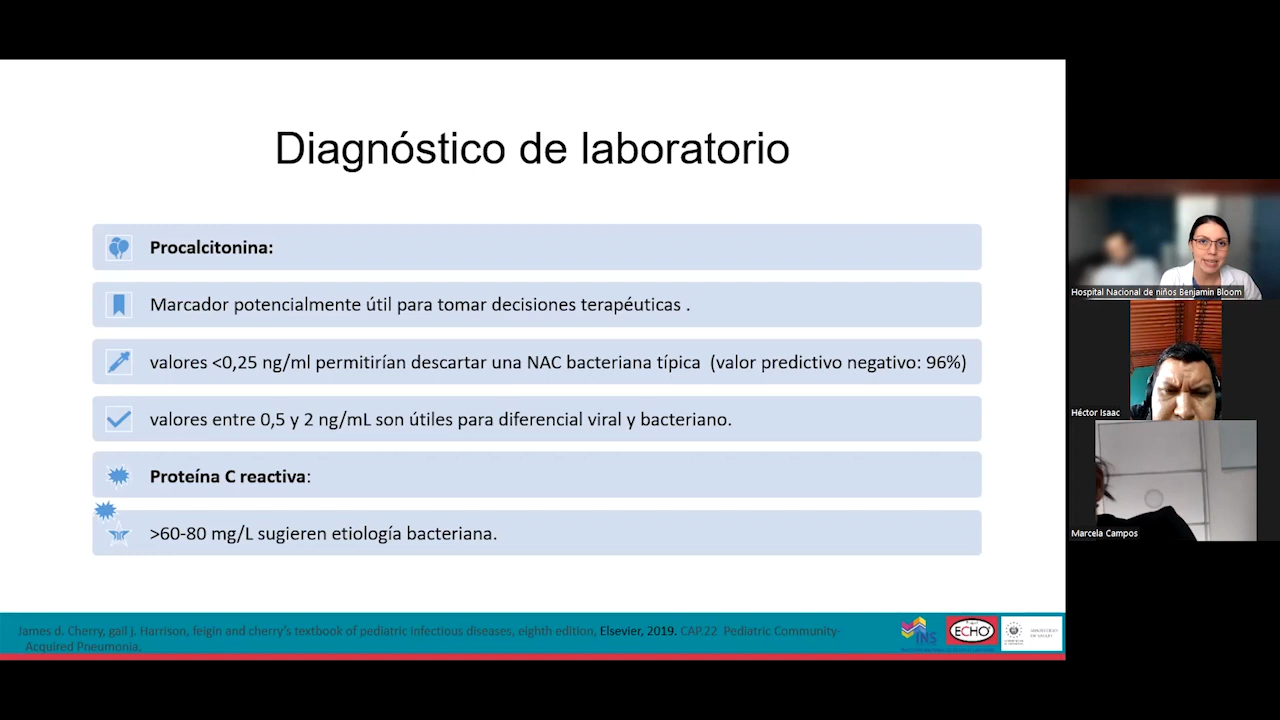 Diagnóstico de laboratorio
Procalcitonina:
Marcador potencialmente útil para tomar decisiones terapéuticas .
valores <0,25 ng/ml permitirían descartar una NAC bacteriana típica (valor predictivo negativo: 96%)
valores entre 0,5 y 2 ng/mL son útiles para diferencial viral y bacteriano.
Proteína C reactiva:
>60-80 mg/L sugieren etiología bacteriana.
James d. Cherry, gail j. Harrison, feigin and cherry's textbook of pediatric infectious diseases, eighth edition, Elsevier, 2019. CAP.22 Pediatric Community-
Acquired Pneumonia,
INS
ECHO
Hospital Nacional de niños Benjamin Bloom
Héctor Isaac
Marcela Campos